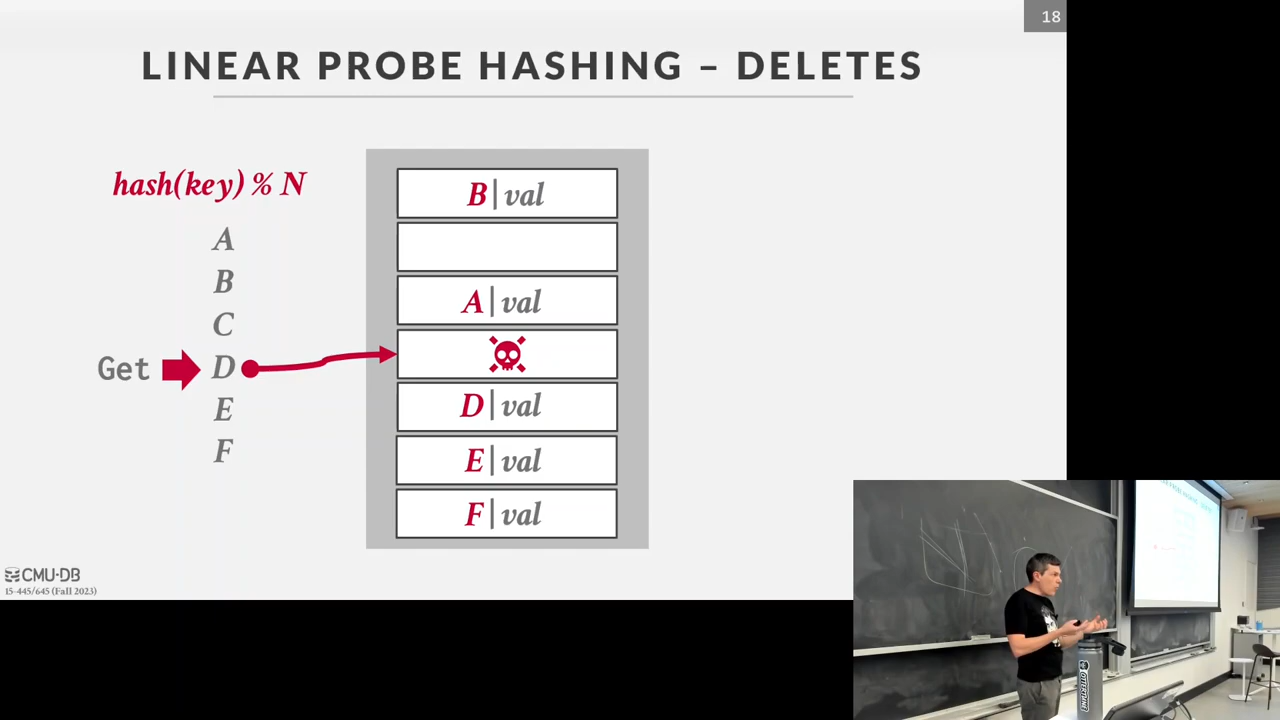 18
LINEAR PROBE HASHING – DELETES
hash(key) % N
A
B
C
Get D
E
F
B|val
A|val
D|val
E|val
F|val
CMU·DB
15-445/645 (Fall 2023)